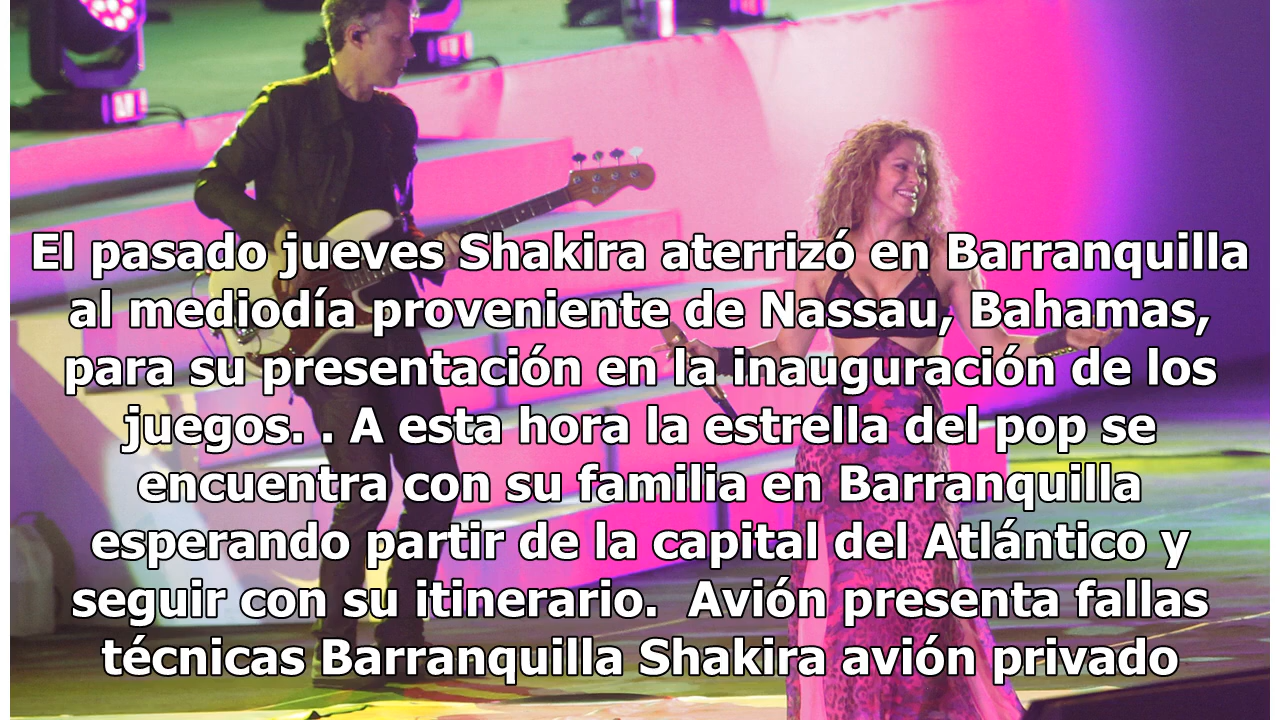 El pasado jueves Shakira aterrizó en Barranquilla
al mediodía proveniente de Nassau, Bahamas,
para su presentación en la inauguración de los
juegos. . A esta hora la estrella del pop se
encuentra con su familia en Barranquilla
esperando partir de la capital del Atlántico y
seguir con su itinerario.  Avión presenta fallas
técnicas Barranquilla Shakira avión privado